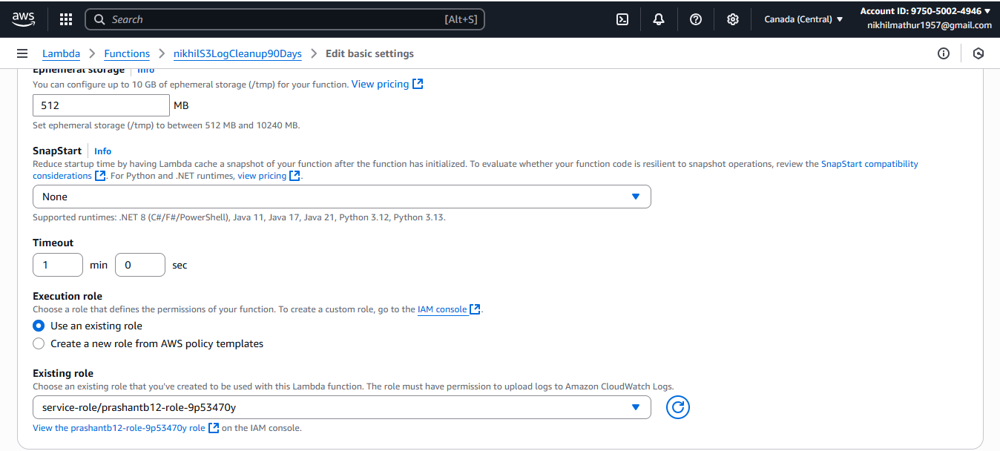 aws
Search [Alt+S]
Canada (Central)
Account ID: 9750-5002-4946
nikhilmathur1957@gmail.com
Lambda > Functions > nikhilS3LogCleanup90Days > Edit basic settings
Ephemeral storage Info
You can configure up to 10 GB of ephemeral storage (/tmp) for your function. View pricing
512 MB
Set ephemeral storage (/tmp) to between 512 MB and 10240 MB.
SnapStart Info
Reduce startup time by having Lambda cache a snapshot of your function after the function has initialized. To evaluate whether your function code is resilient to snapshot operations, review the SnapStart compatibility
considerations. For Python and .NET runtimes, view pricing.
None
Supported runtimes: .NET 8 (C#/F#/PowerShell), Java 11, Java 17, Java 21, Python 3.12, Python 3.13.
Timeout
1 min 0 sec
Execution role
Choose a role that defines the permissions of your function. To create a custom role, go to the IAM console.
Use an existing role
Create a new role from AWS policy templates
Existing role
Choose an existing role that you've created to be used with this Lambda function. The role must have permission to upload logs to Amazon CloudWatch Logs.
service-role/prashantb12-role-9p53470y
View the prashantb12-role-9p53470y role on the IAM console.